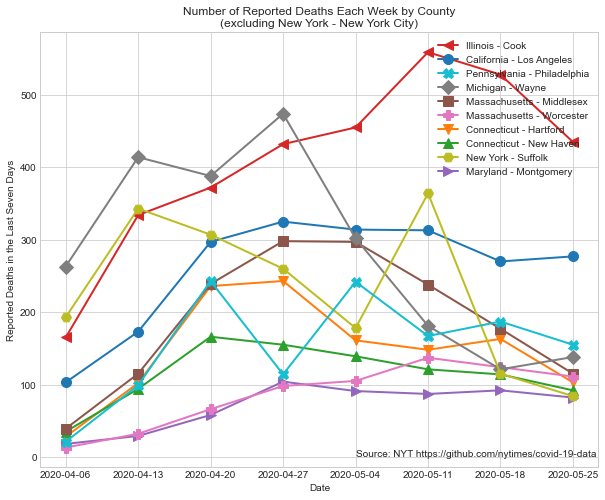 Number of Reported Deaths Each Week by County
(excluding New York - New York City)
Reported Deaths in the Last Seven Days
500
400
300
200
100
0
Illinois - Cook
California - Los Angeles
Pennsylvania - Philadelphia
Michigan - Wayne
Massachusetts - Middlesex
Massachusetts - Worcester
Connecticut - Hartford
Connecticut - New Haven
New York - Suffolk
Maryland - Montgomery
Source: NYT https://github.com/nytimes/covid-19-data
2020-04-06 2020-04-13 2020-04-20 2020-04-27 2020-05-04 2020-05-11 2020-05-18 2020-05-25
Date